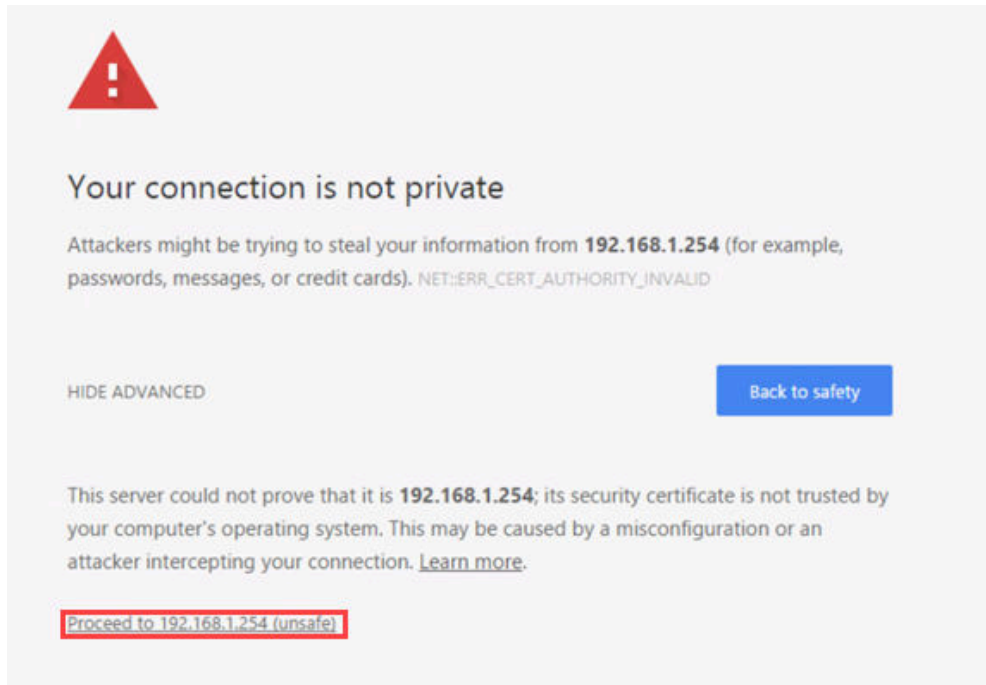 Your connection is not private
Attackers might be trying to steal your information from 192.168.1.254 (for example,
passwords, messages, or credit cards). NET::ERR_CERT_AUTHORITY_INVALID
HIDE ADVANCED
Back to safety
This server could not prove that it is 192.168.1.254; its security certificate is not trusted by
your computer's operating system. This may be caused by a misconfiguration or an
attacker intercepting your connection. Learn more.
Proceed to 192.168.1.254 (unsafe)